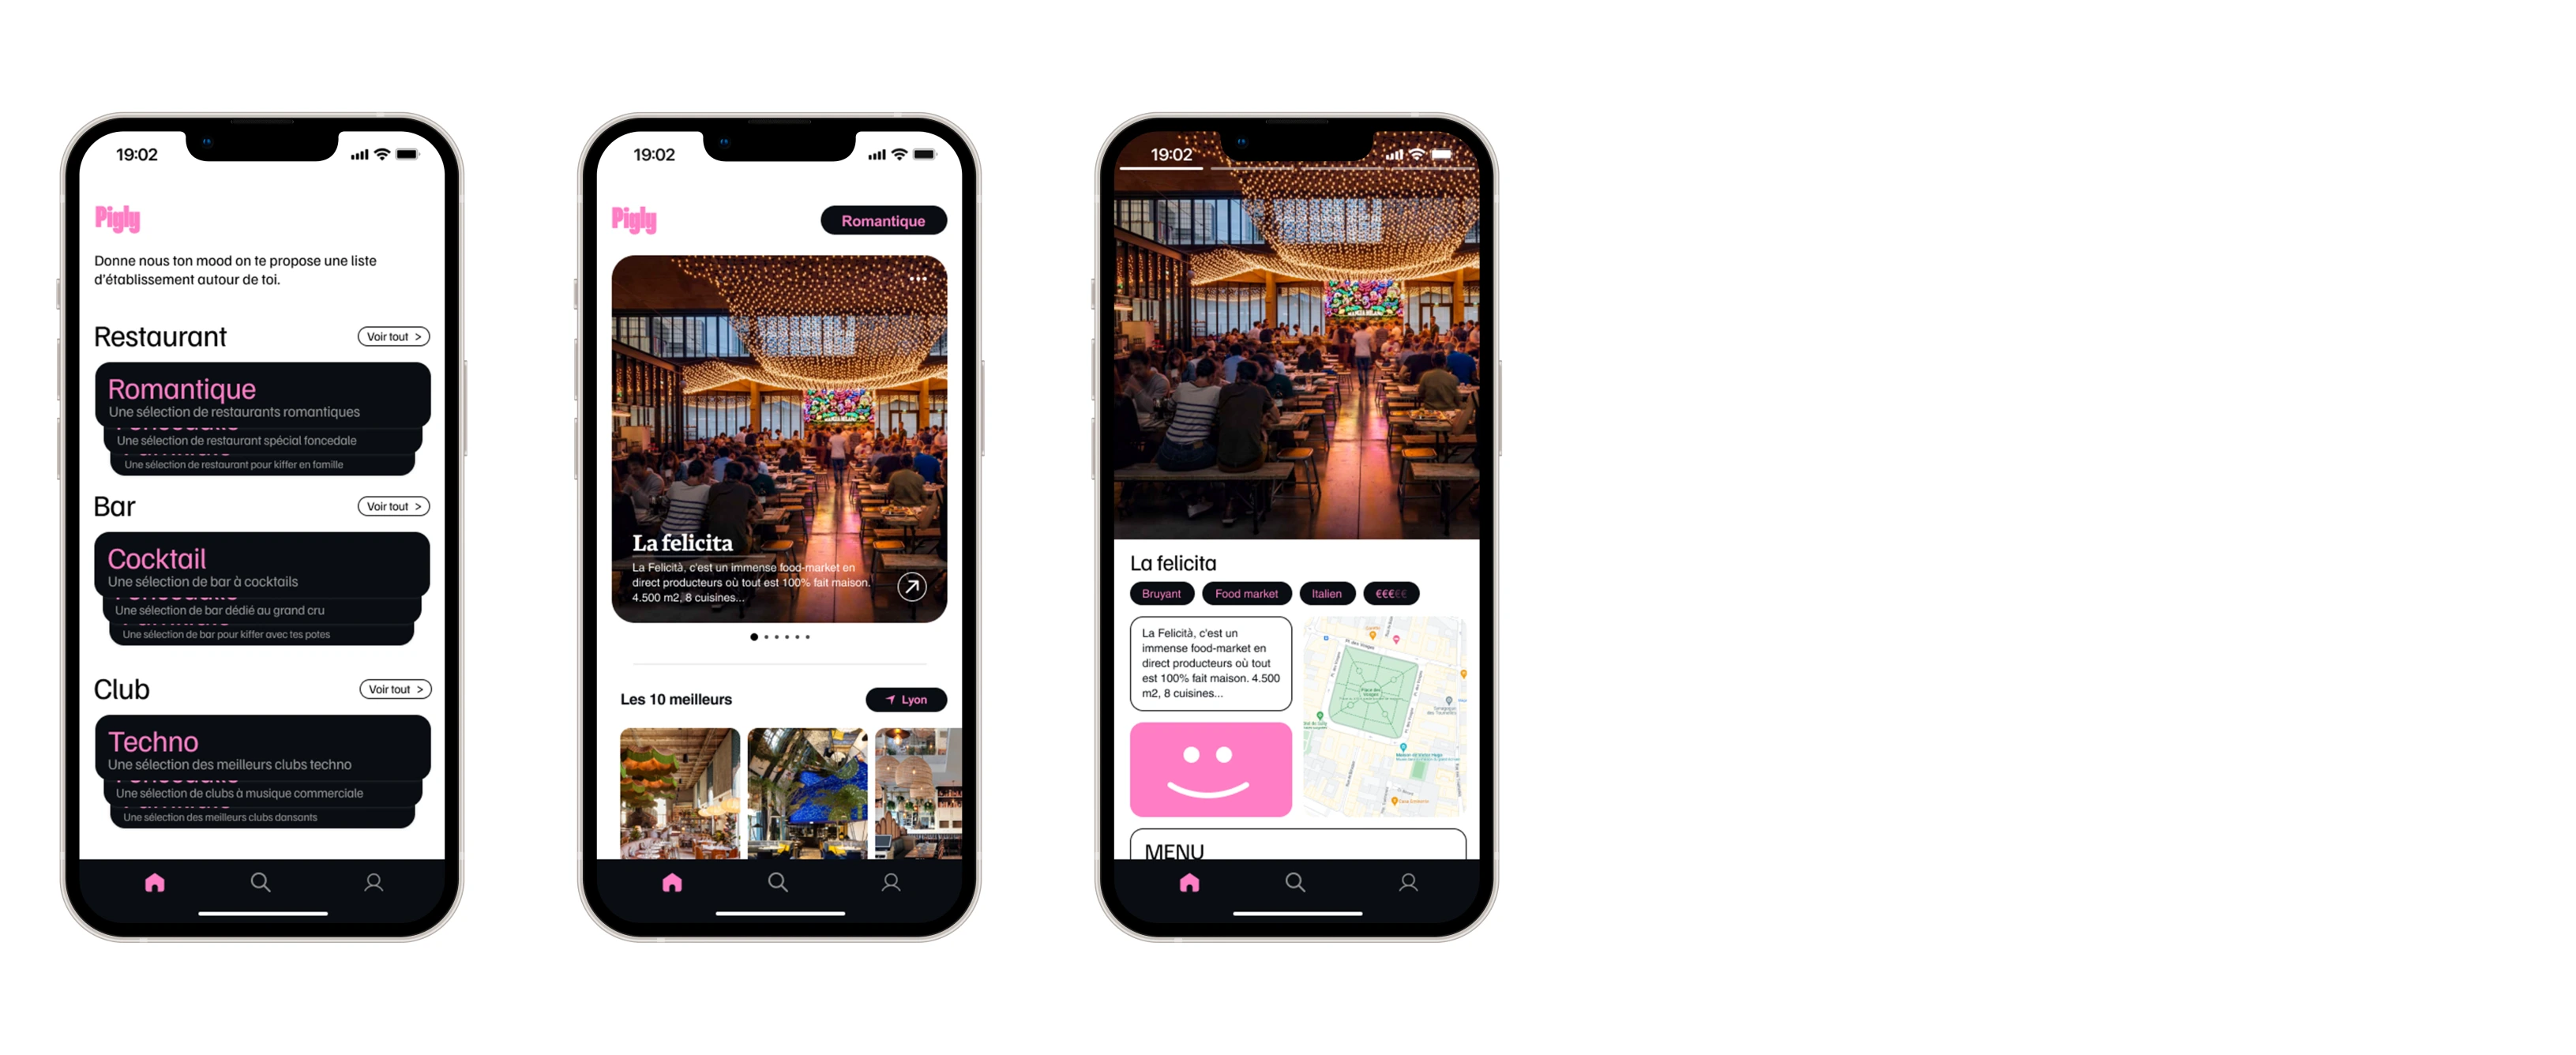 19:02
Pigly
Donne nous ton mood on te propose une liste
d'établissement autour de toi.
Restaurant
Voir tout >
Romantique
Une sélection de restaurants romantiques
Une sélection de restaurant spécial foncedale
Une sélection de restaurant pour kiffer en famille
Bar
Voir tout >
Cocktail
Une sélection de bar à cocktails
Une sélection de bar dédié au grand cru
Une sélection de bar pour kiffer avec tes potes
Club
Voir tout >
Techno
Une sélection des meilleurs clubs techno
Une sélection de clubs à musique commerciale
Une sélection des meilleurs clubs dansants
19:02
Pigly
Romantique
La felicita
La Felicità, c'est un immense food-market en
direct producteurs où tout est 100% fait maison.
4.500 m2, 8 cuisines...
Les 10 meilleurs
Lyon
19:02
La felicita
Bruyant
Food market
Italien
€€€€€
La Felicità, c'est un
immense food-market en
direct producteurs où tout
est 100% fait maison. 4.500
m2, 8 cuisines...
Pl. des Vosges
Place des
Vosges
MENU